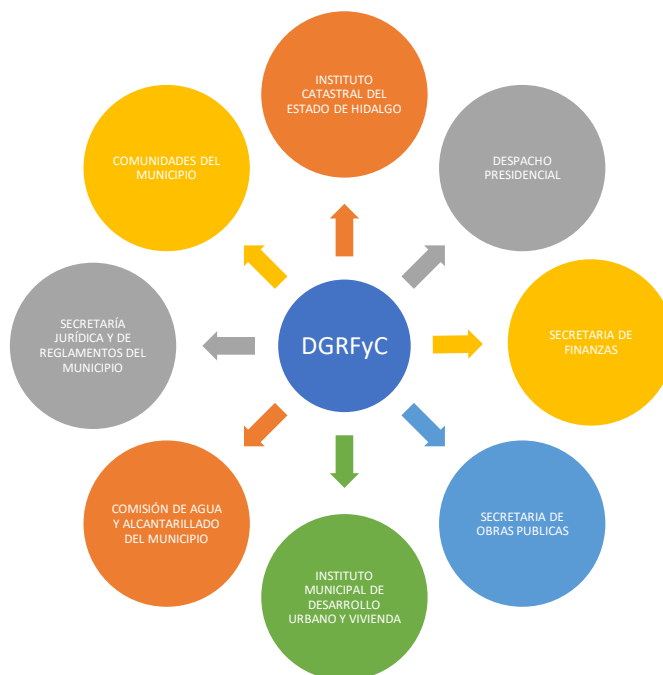 INSTITUTO
CATASTRAL DEL
ESTADO DE HIDALGO
COMUNIDADES DEL
MUNICIPIO
DESPACHO
PRESIDENCIAL
SECRETARÍA
JURÍDICA Y DE
REGLAMENTOS DEL
MUNICIPIO
DGRFyC
SECRETARIA DE
FINANZAS
COMISIÓN DE AGUA
Y ALCANTARILLADO
DEL MUNICIPIO
SECRETARIA DE
OBRAS PUBLICAS
INSTITUTO
MUNICIPAL DE
DESARROLLO
URBANO Y VIVIENDA